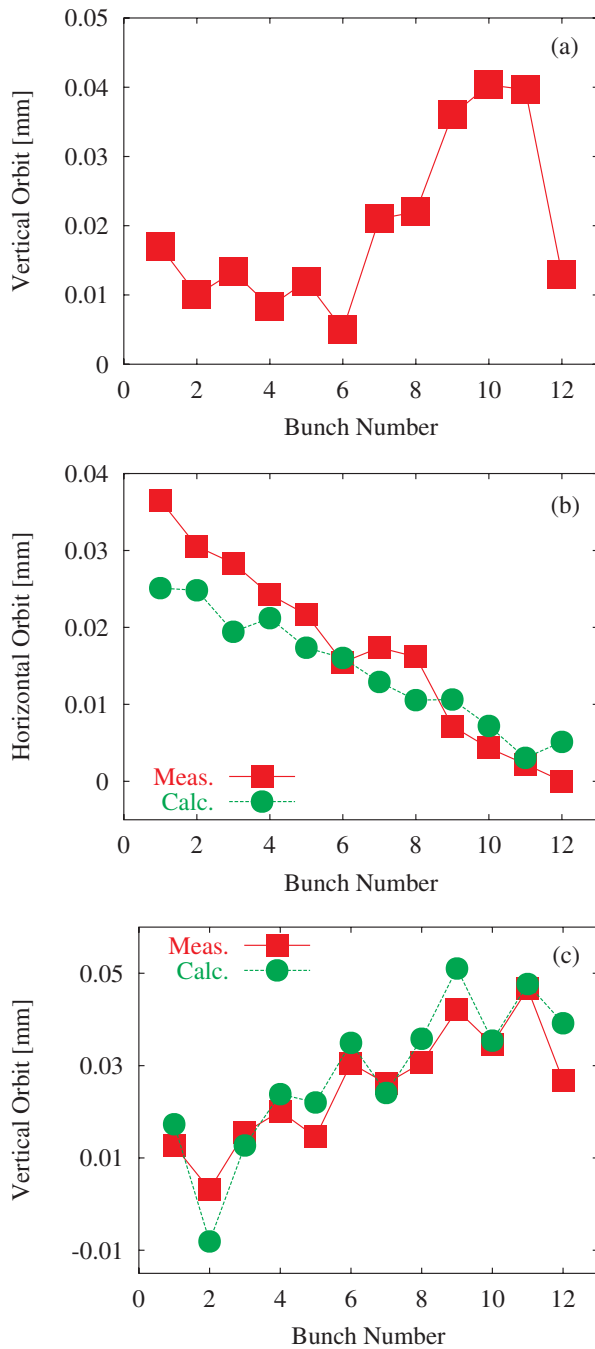 0.05
(a)
0.04
0.03
0.02
0.01
0
Vertical Orbit [mm]
0 2 4 6 8 10 12
Bunch Number
0.04
(b)
0.03
0.02
0.01
0
Horizontal Orbit [mm]
Meas.
Calc.
0 2 4 6 8 10 12
Bunch Number
Meas.
(c)
Calc.
0.05
0.03
0.01
-0.01
Vertical Orbit [mm]
0 2 4 6 8 10 12
Bunch Number